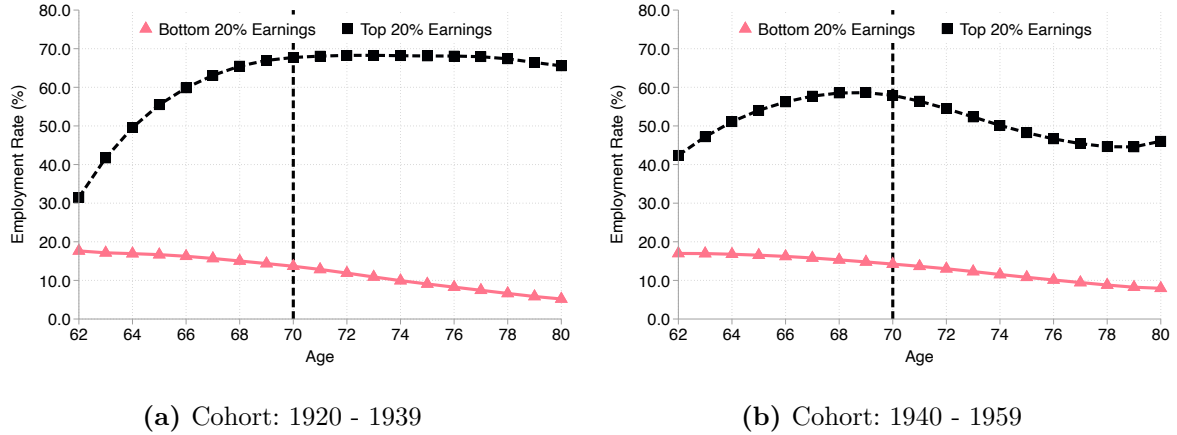 80.0
Bottom 20% Earnings Top 20% Earnings
70.0
60.0
50.0
40.0
30.0
20.0
10.0
0.0
Employment Rate (%)
62 64 66 68 70 72 74 76 78 80
Age
(a) Cohort: 1920 - 1939
80.0
Bottom 20% Earnings Top 20% Earnings
70.0
60.0
50.0
40.0
30.0
20.0
10.0
0.0
Employment Rate (%)
62 64 66 68 70 72 74 76 78 80
Age
(b) Cohort: 1940 - 1959